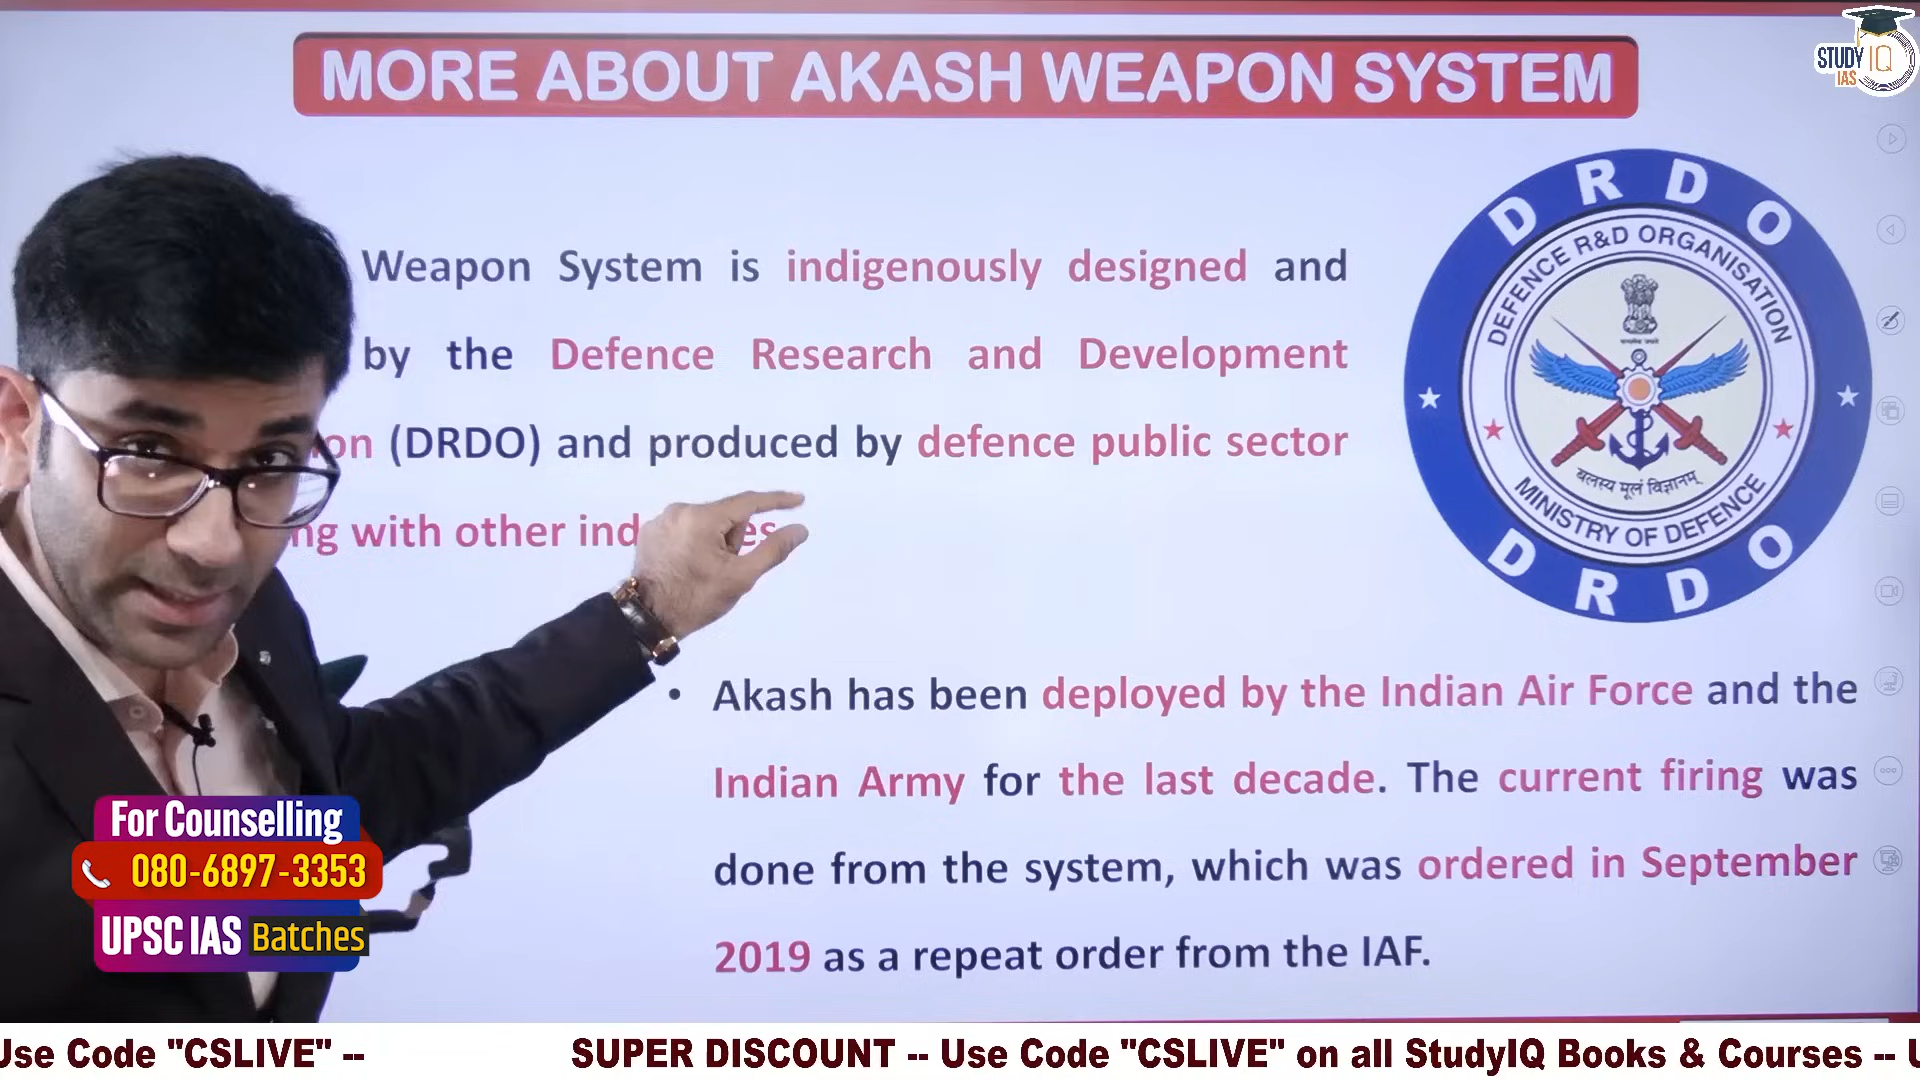 MORE ABOUT AKASH WEAPON SYSTEM
STUDY IQ
IAS
Weapon System is indigenously designed and
by the Defence Research and Development
on (DRDO) and produced by defence public sector
ng with other ind es
D R D O
DEFENCE R&D ORGANISATION
बलस्य मूलं विज्ञानम्
MINISTRY OF DEFENCE
D R D O
• Akash has been deployed by the Indian Air Force and the
Indian Army for the last decade. The current firing was
done from the system, which was ordered in September
2019 as a repeat order from the IAF.
For Counselling
080-6897-3353
UPSC IAS Batches
Use Code "CSLIVE" -- SUPER DISCOUNT -- Use Code "CSLIVE" on all StudyIQ Books & Courses -- U